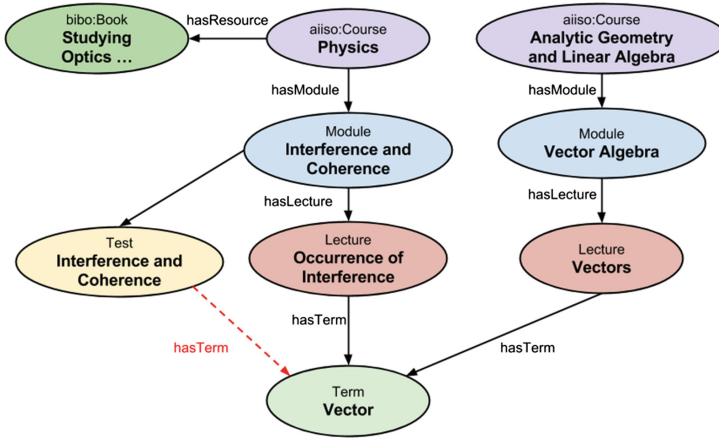 bibo:Book
Studying
Optics ...
hasResource
aiiso:Course
Physics
aiiso:Course
Analytic Geometry
and Linear Algebra
hasModule
hasModule
Module
Interference and
Coherence
Module
Vector Algebra
hasLecture
hasLecture
Test
Interference and
Coherence
Lecture
Occurrence of
Interference
Lecture
Vectors
hasTerm
hasTerm
hasTerm
Term
Vector